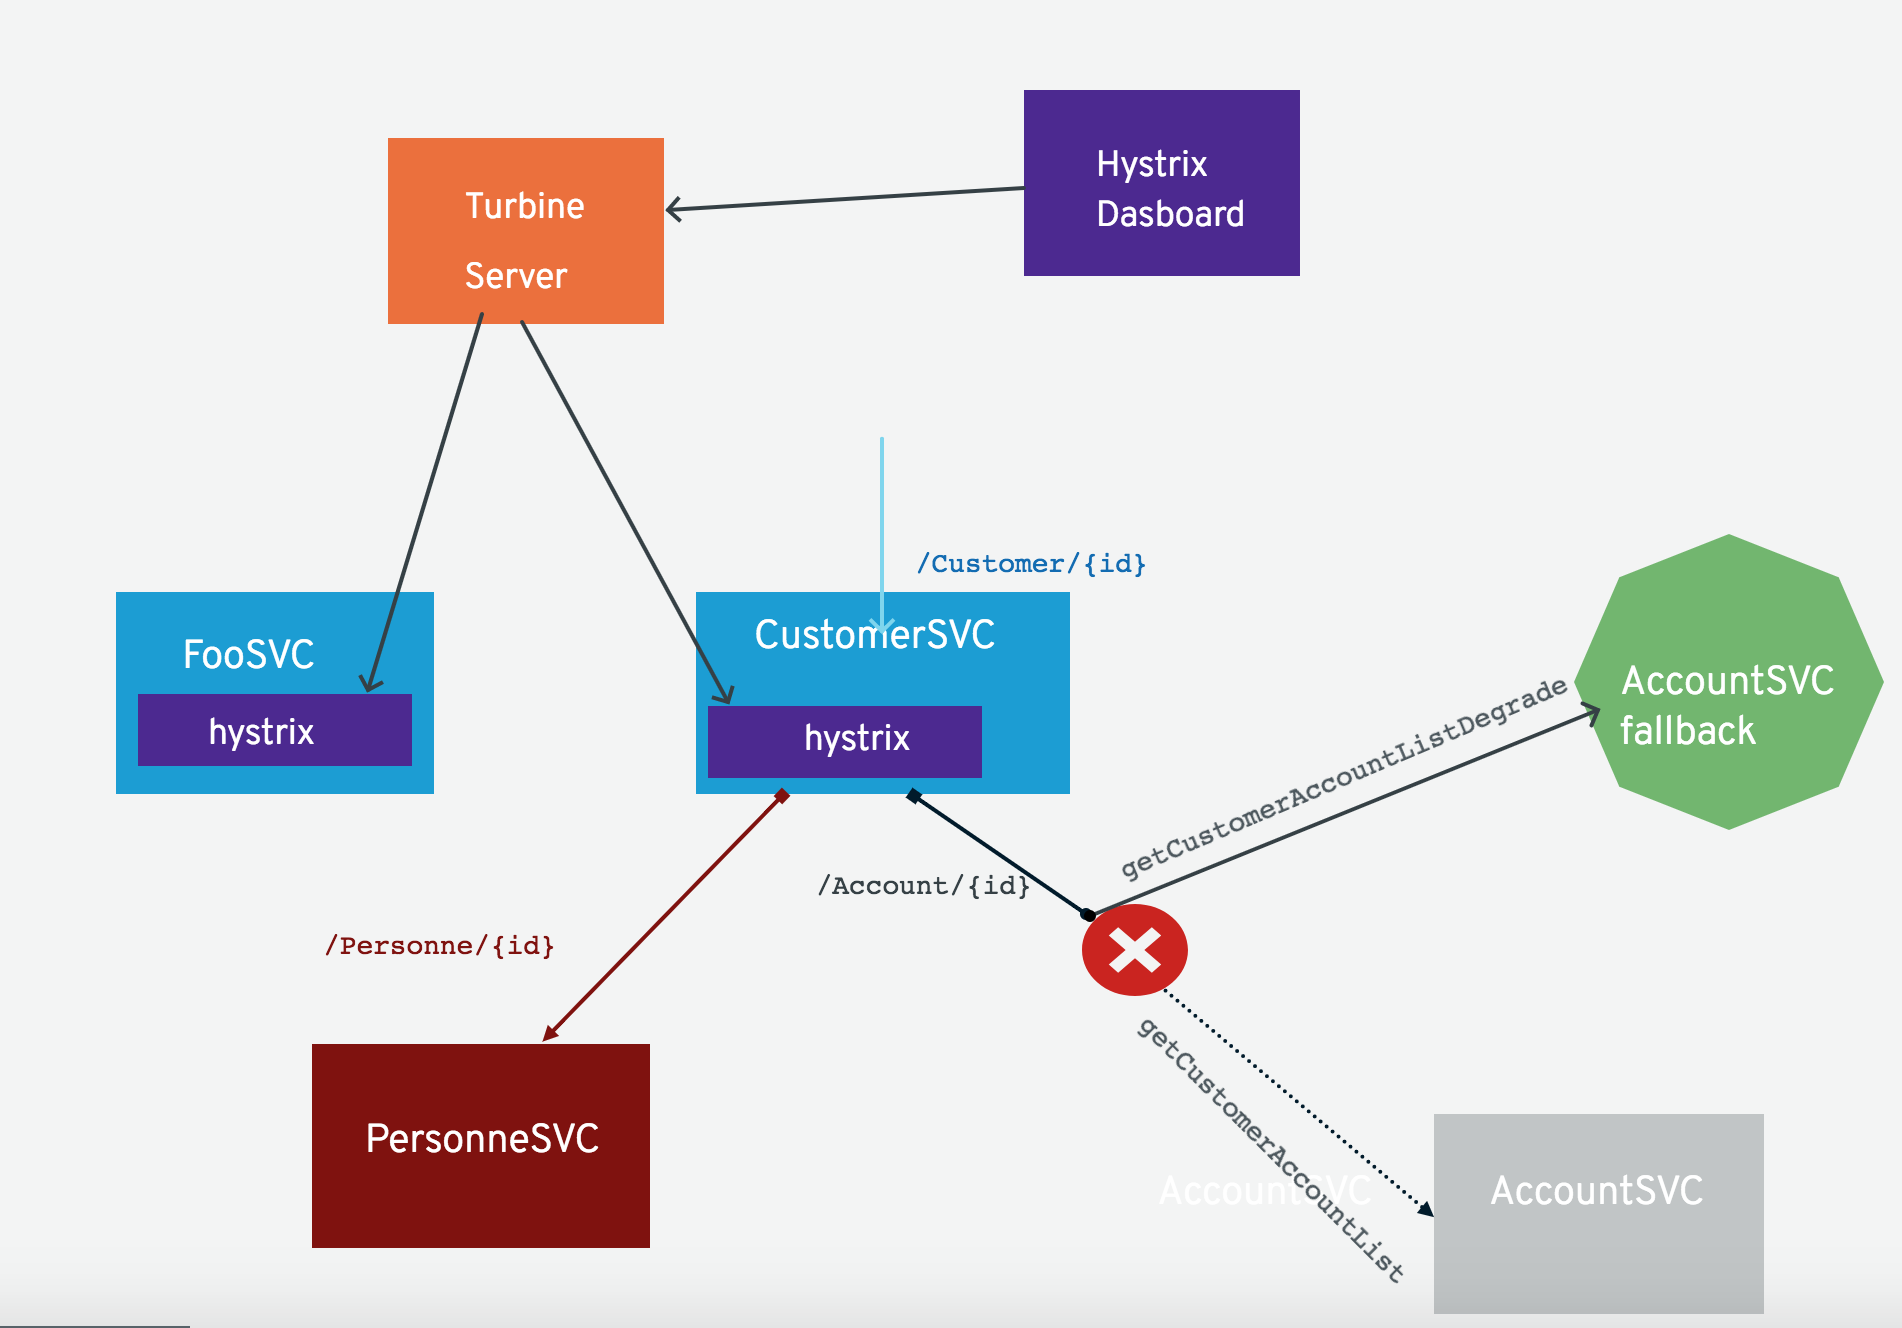 Hystrix
Dasboard
Turbine
Server
/Customer/{id}
CustomerSVC
FooSVC
hystrix
hystrix
AccountSVC
fallback
getCustomerAccountListDegrade
/Account/{id}
/Personne/{id}
getCustomerAccountList
PersonneSVC
AccountSVC
AccountSVC